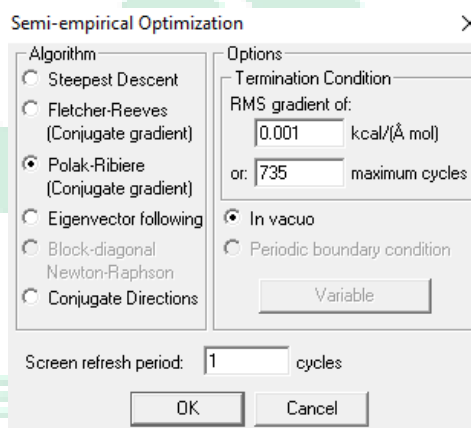 Semi-empirical Optimization
Algorithm
Steepest Descent
Fletcher-Reeves
(Conjugate gradient)
Polak-Ribiere
(Conjugate gradient)
Eigenvector following
Block-diagonal
Newton-Raphson
Conjugate Directions
Options
Termination Condition
RMS gradient of:
0.001 kcal/(Å mol)
or: 735 maximum cycles
In vacuo
Periodic boundary condition
Variable
Screen refresh period: 1 cycles
OK Cancel